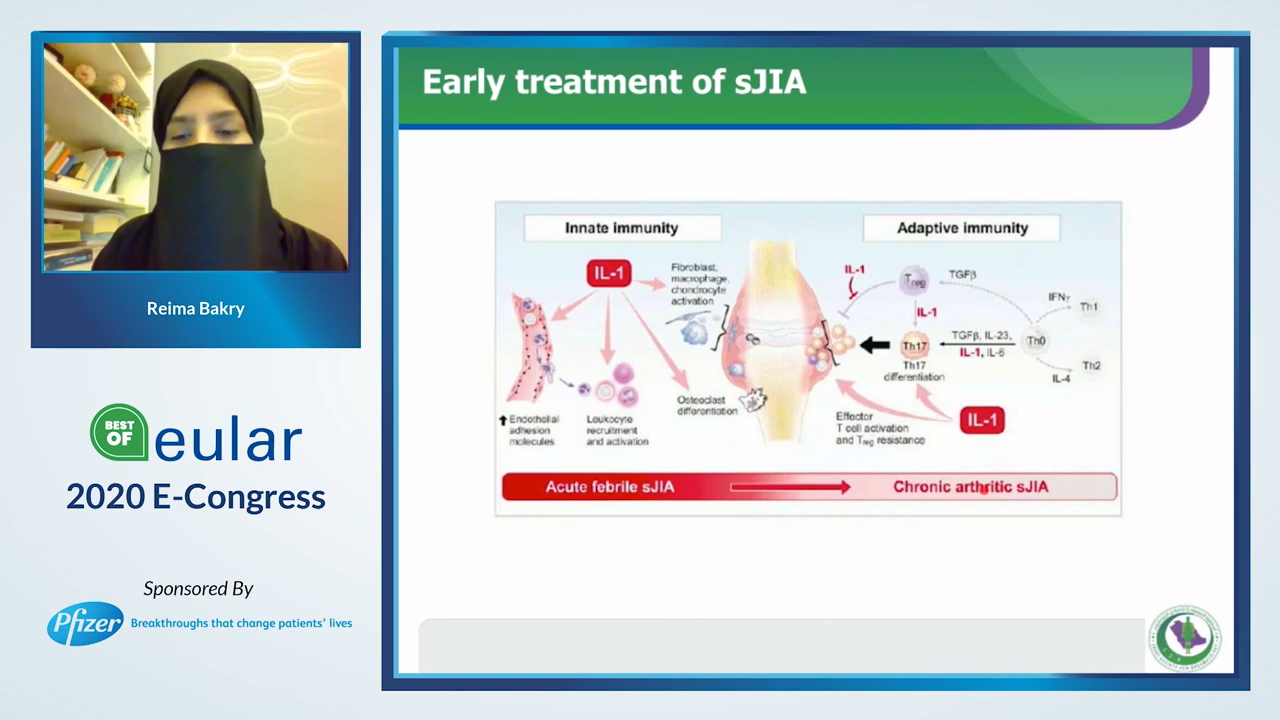 Early treatment of sJIA
Reima Bakry
BEST
OF
eular
2020 E-Congress
Sponsored By
Pfizer
Breakthroughs that change patients' lives
Innate immunity
IL-1
Fibroblast,
macrophage,
chondrocyte
activation
Endothelial
adhesion
molecules
Leukocyte
recruitment
and activation
Osteoclast
differentiation
Adaptive immunity
IL-1
Treg
TGFβ
IFNγ
Th1
IL-1
TGFβ, IL-23,
IL-1, IL-6
Th0
Th17
Th17
differentiation
Th2
IL-4
Effector
T cell activation
and Treg resistance
IL-1
Acute febrile sJIA
Chronic arthritic sJIA